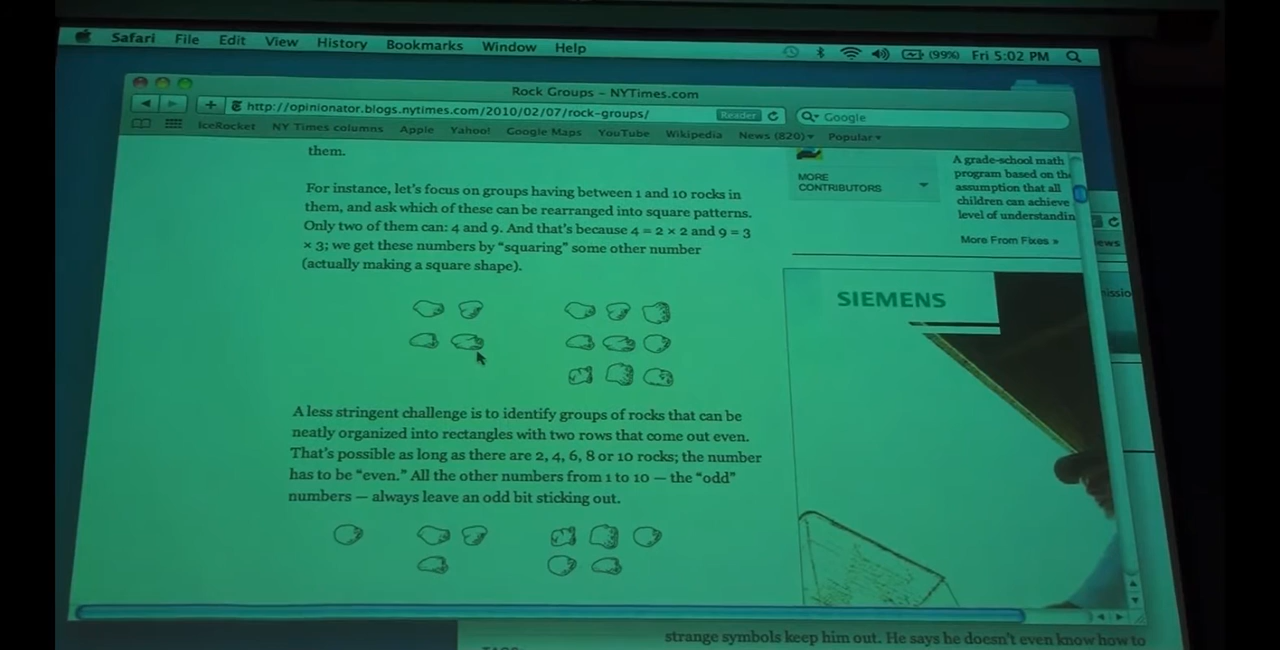 Safari File Edit View History Bookmarks Window Help (99%) Fri 5:02 PM
Rock Groups – NYTimes.com
http://opinionator.blogs.nytimes.com/2010/02/07/rock-groups/ Reader Google
IceRocket NY Times columns Apple Yahoo! Google Maps YouTube Wikipedia News (820) Popular
them.
For instance, let's focus on groups having between 1 and 10 rocks in
them, and ask which of these can be rearranged into square patterns.
Only two of them can: 4 and 9. And that's because 4 = 2 × 2 and 9 = 3
× 3; we get these numbers by “squaring” some other number
(actually making a square shape).
A less stringent challenge is to identify groups of rocks that can be
neatly organized into rectangles with two rows that come out even.
That's possible as long as there are 2, 4, 6, 8 or 10 rocks; the number
has to be “even.” All the other numbers from 1 to 10 — the “odd”
numbers — always leave an odd bit sticking out.
MORE
CONTRIBUTORS
A grade-school math
program based on the
assumption that all
children can achieve
level of understandin
More From Fixes »
SIEMENS
ews
missio
strange symbols keep him out. He says he doesn't even know how to